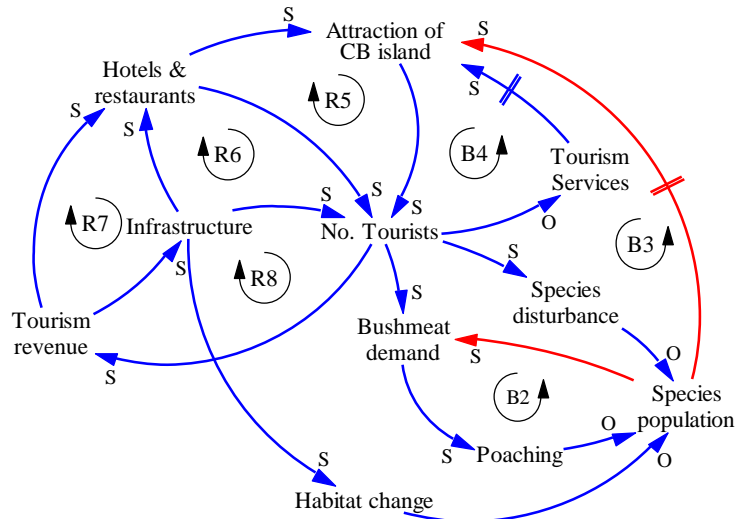 S
Attraction of
CB island
S
Hotels &
restaurants
S
S
R5
S
R6
B4
Tourism
Services
S
S
S
R7
Infrastructure
S
No. Tourists
O
B3
S
R8
S
Species
disturbance
S
Tourism
revenue
Bushmeat
demand
S
S
O
B2
Species
population
O
S
Poaching
O
S
Habitat change